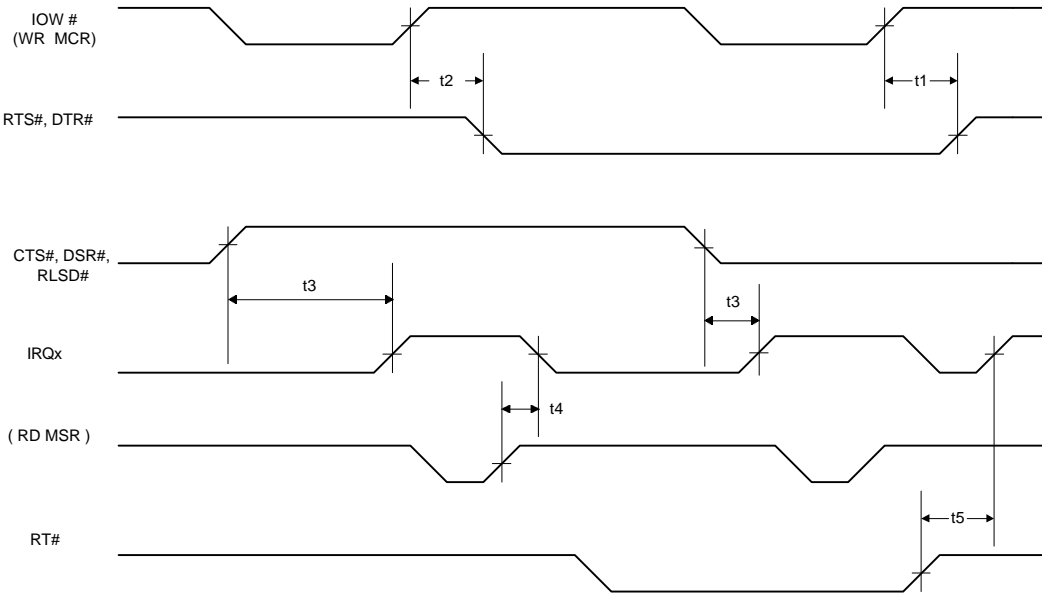 IOW #
(WR MCR)
t2
t1
RTS#, DTR#
CTS#, DSR#,
RLSD#
t3
t3
IRQx
t4
( RD MSR )
t5
RT#